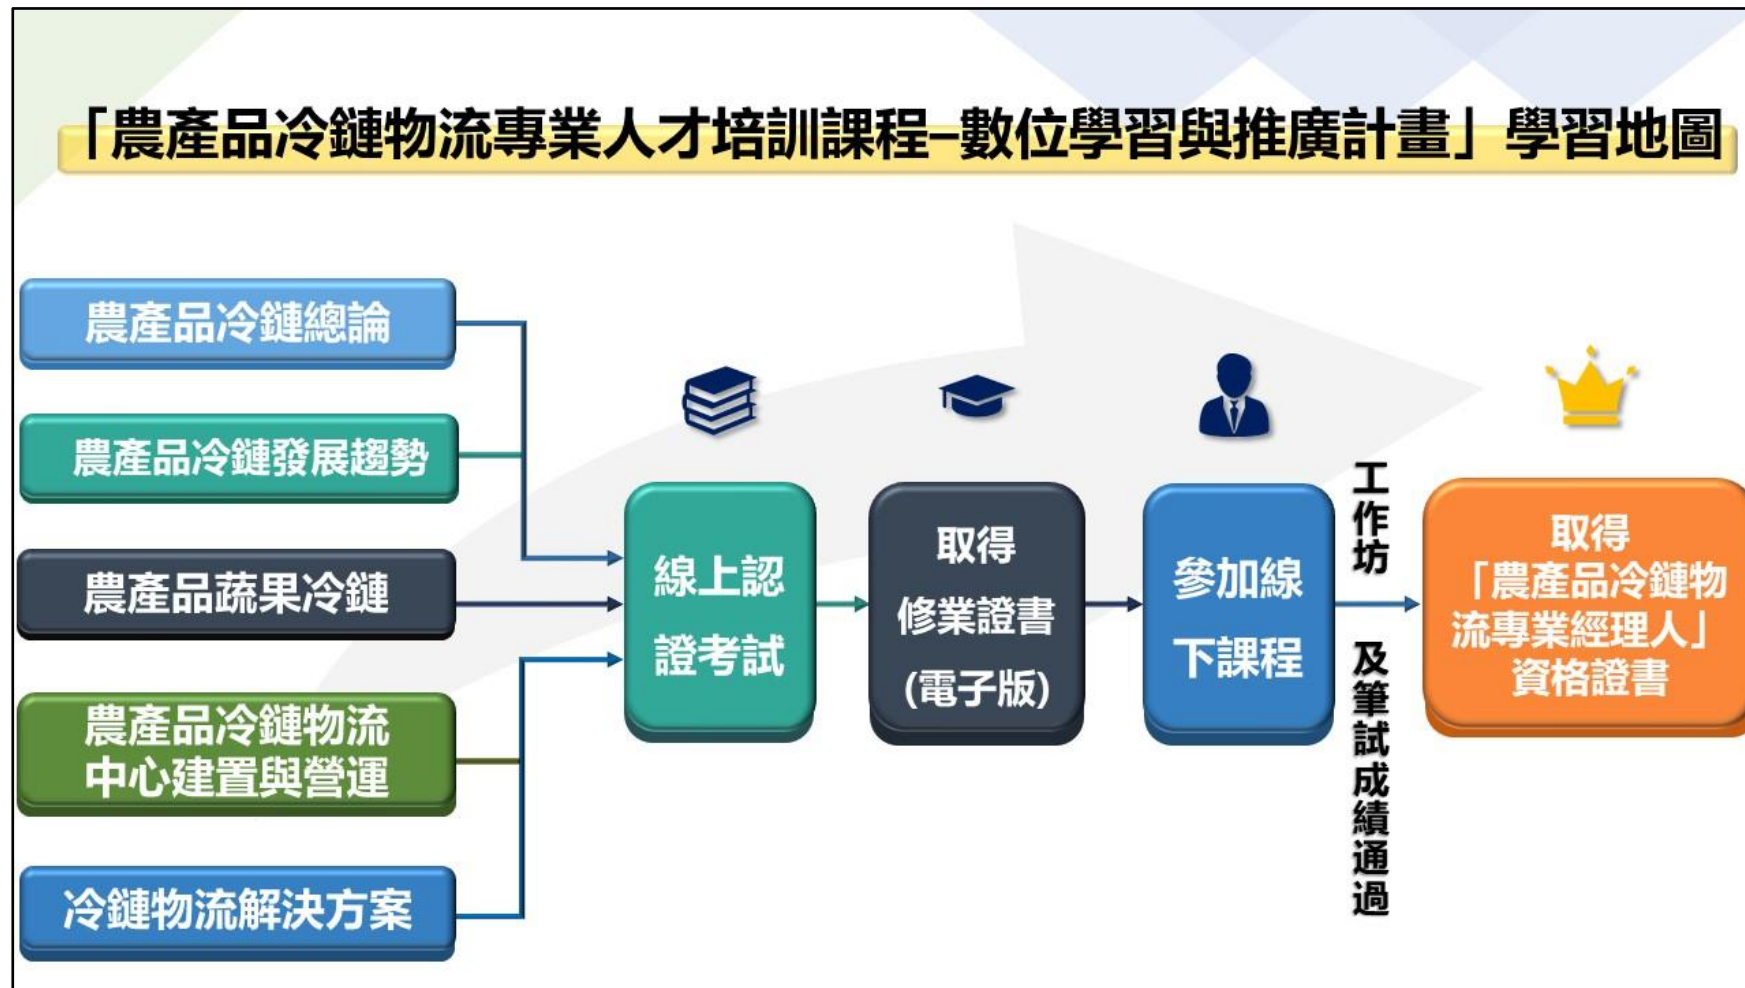 「農產品冷鏈物流專業人才培訓課程–數位學習與推廣計畫」學習地圖
農產品冷鏈總論
農產品冷鏈發展趨勢
農產品蔬果冷鏈
農產品冷鏈物流
中心建置與營運
冷鏈物流解決方案
線上認
證考試
取得
修業證書
(電子版)
參加線
下課程
工作坊
及筆試成績通過
取得
「農產品冷鏈物
流專業經理人」
資格證書